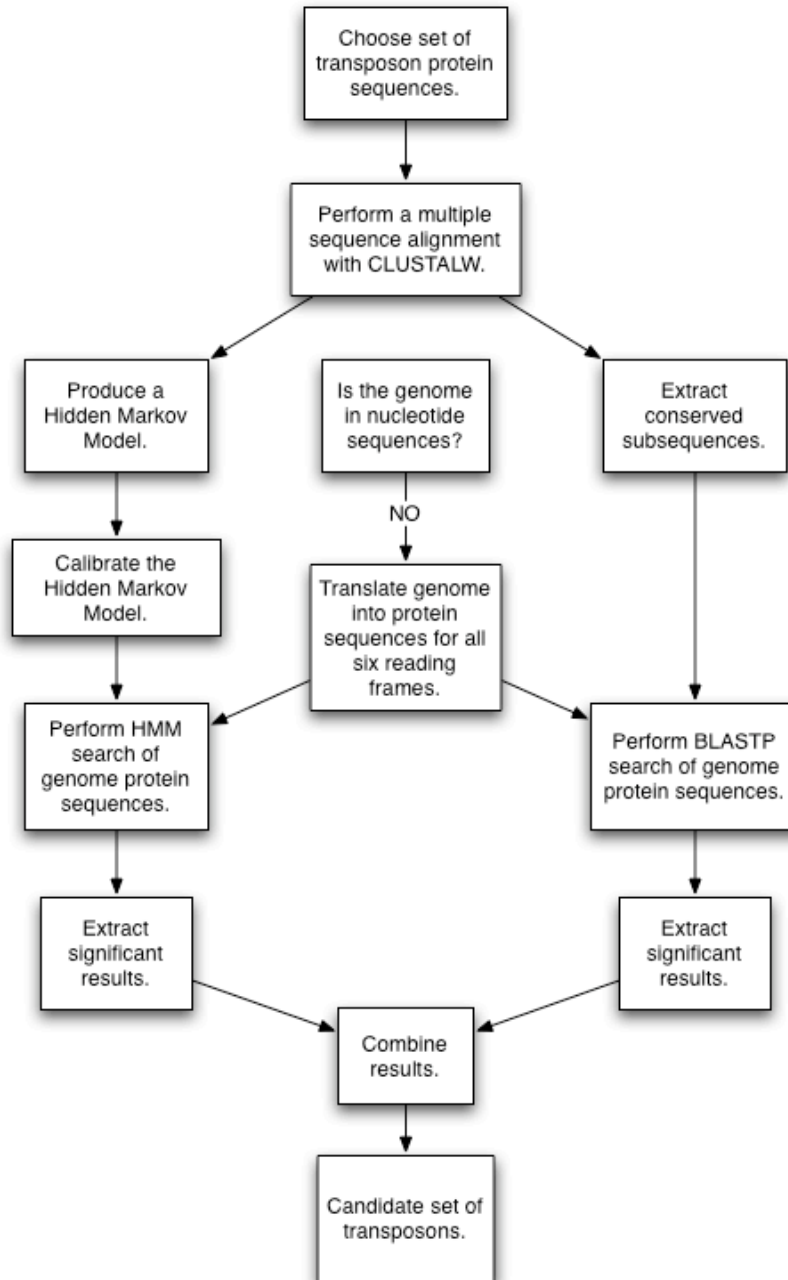 Choose set of
transposon protein
sequences.
Perform a multiple
sequence alignment
with CLUSTALW.
Produce a
Hidden Markov
Model.
Is the genome
in nucleotide
sequences?
Extract
conserved
subsequences.
NO
Calibrate the
Hidden Markov
Model.
Translate genome
into protein
sequences for all
six reading
frames.
Perform HMM
search of
genome protein
sequences.
Perform BLASTP
search of genome
protein sequences.
Extract
significant
results.
Extract
significant
results.
Combine
results.
Candidate set of
transposons.